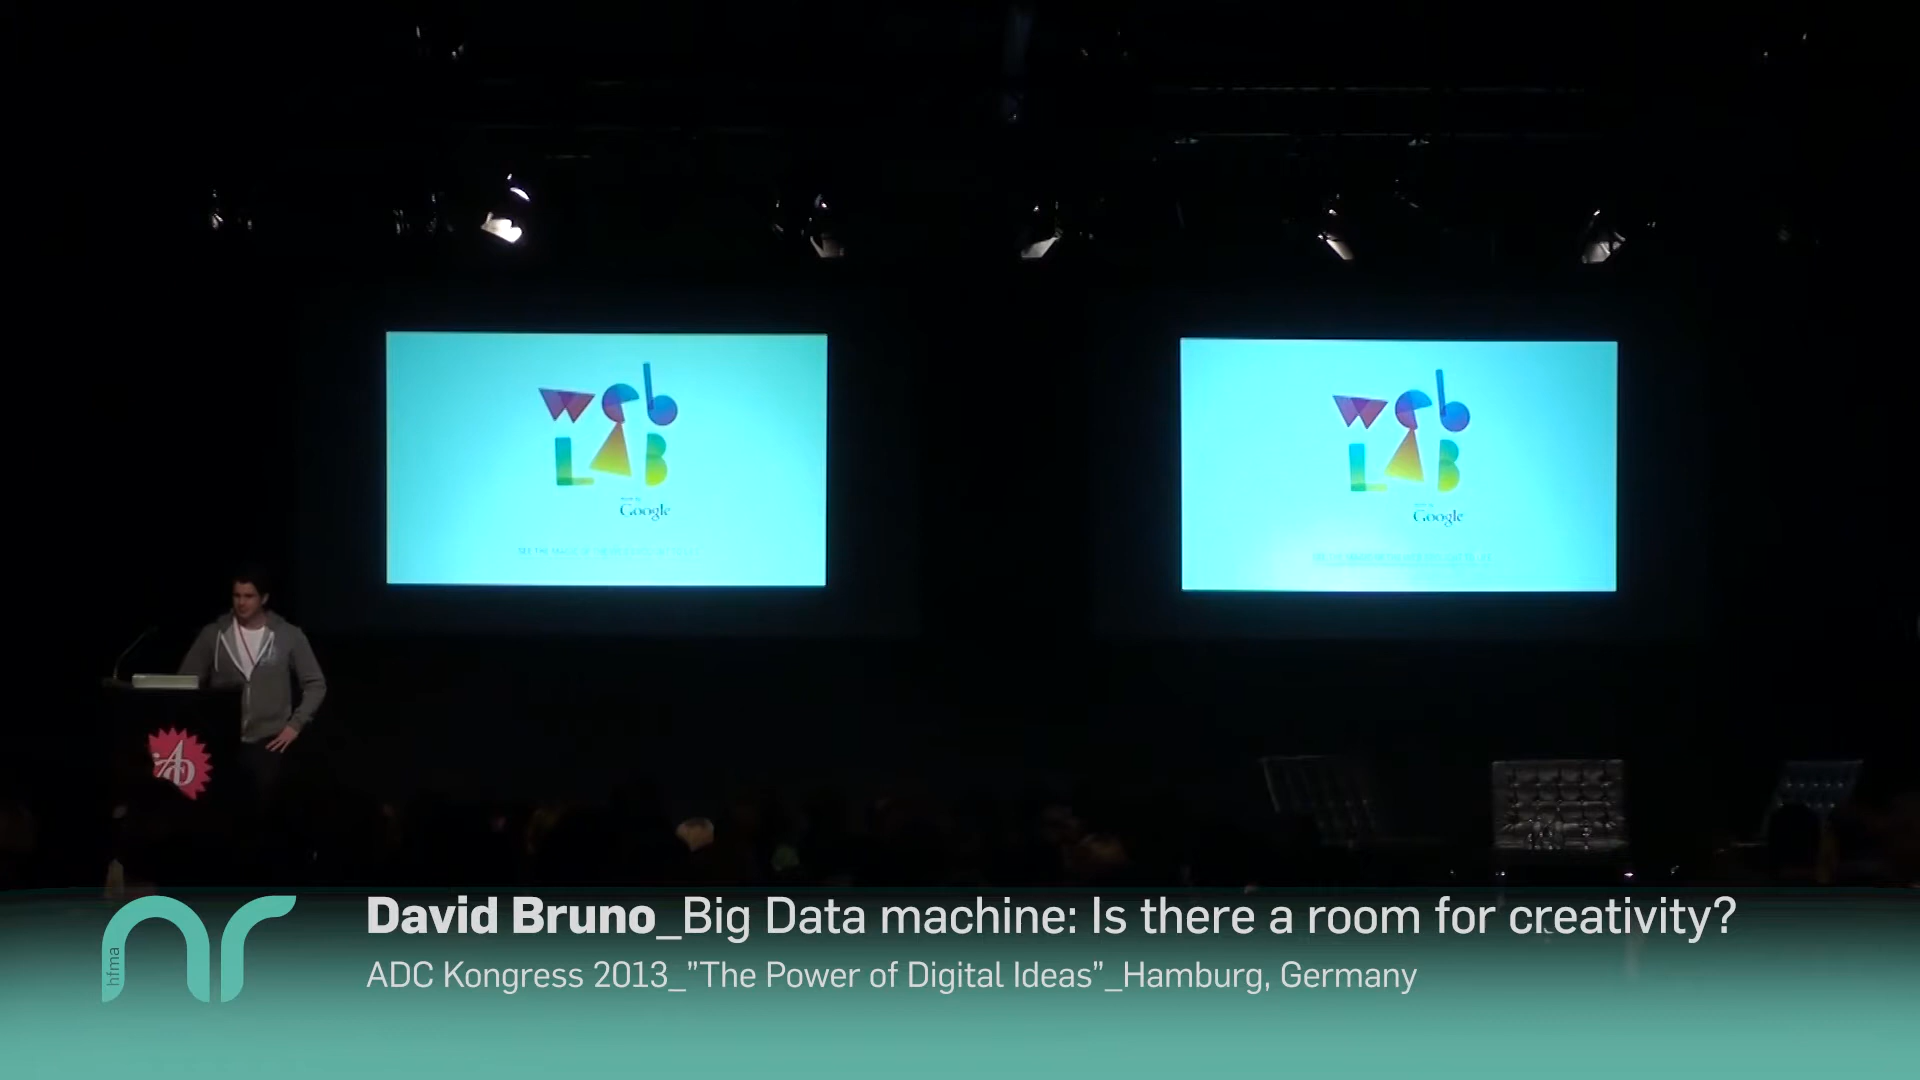 web
LAB
Google
web
LAB
Google
ADC
hfma
David Bruno_Big Data machine: Is there a room for creativity?
ADC Kongress 2013_"The Power of Digital Ideas"_Hamburg, Germany